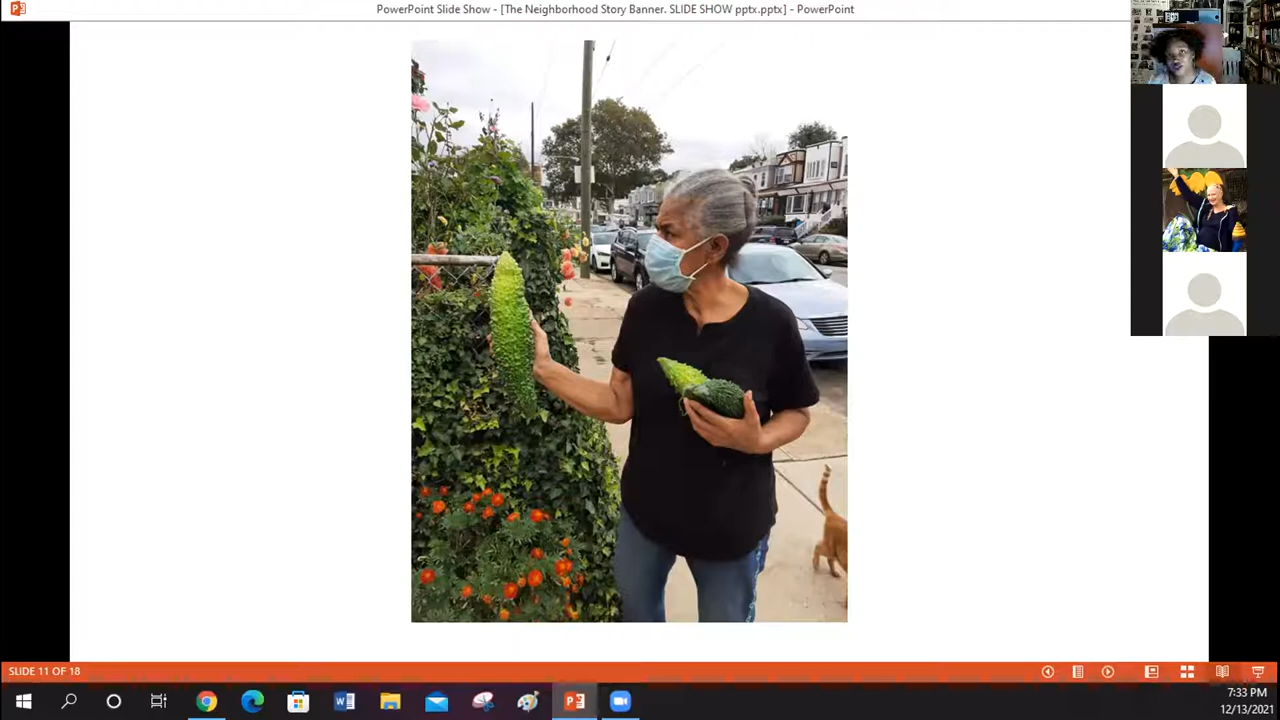 PowerPoint Slide Show - [The Neighborhood Story Banner. SLIDE SHOW pptx.pptx] - PowerPoint
SLIDE 11 OF 18
7:33 PM
12/13/2021